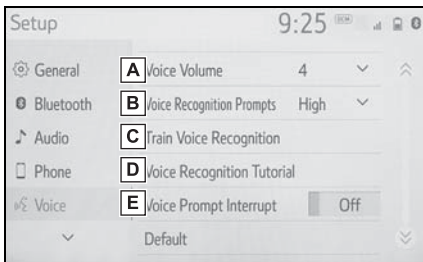 Setup 9:25 DCM
General A Voice Volume 4
Bluetooth B Voice Recognition Prompts High
Audio C Train Voice Recognition
Phone D Voice Recognition Tutorial
Voice E Voice Prompt Interrupt Off
Default